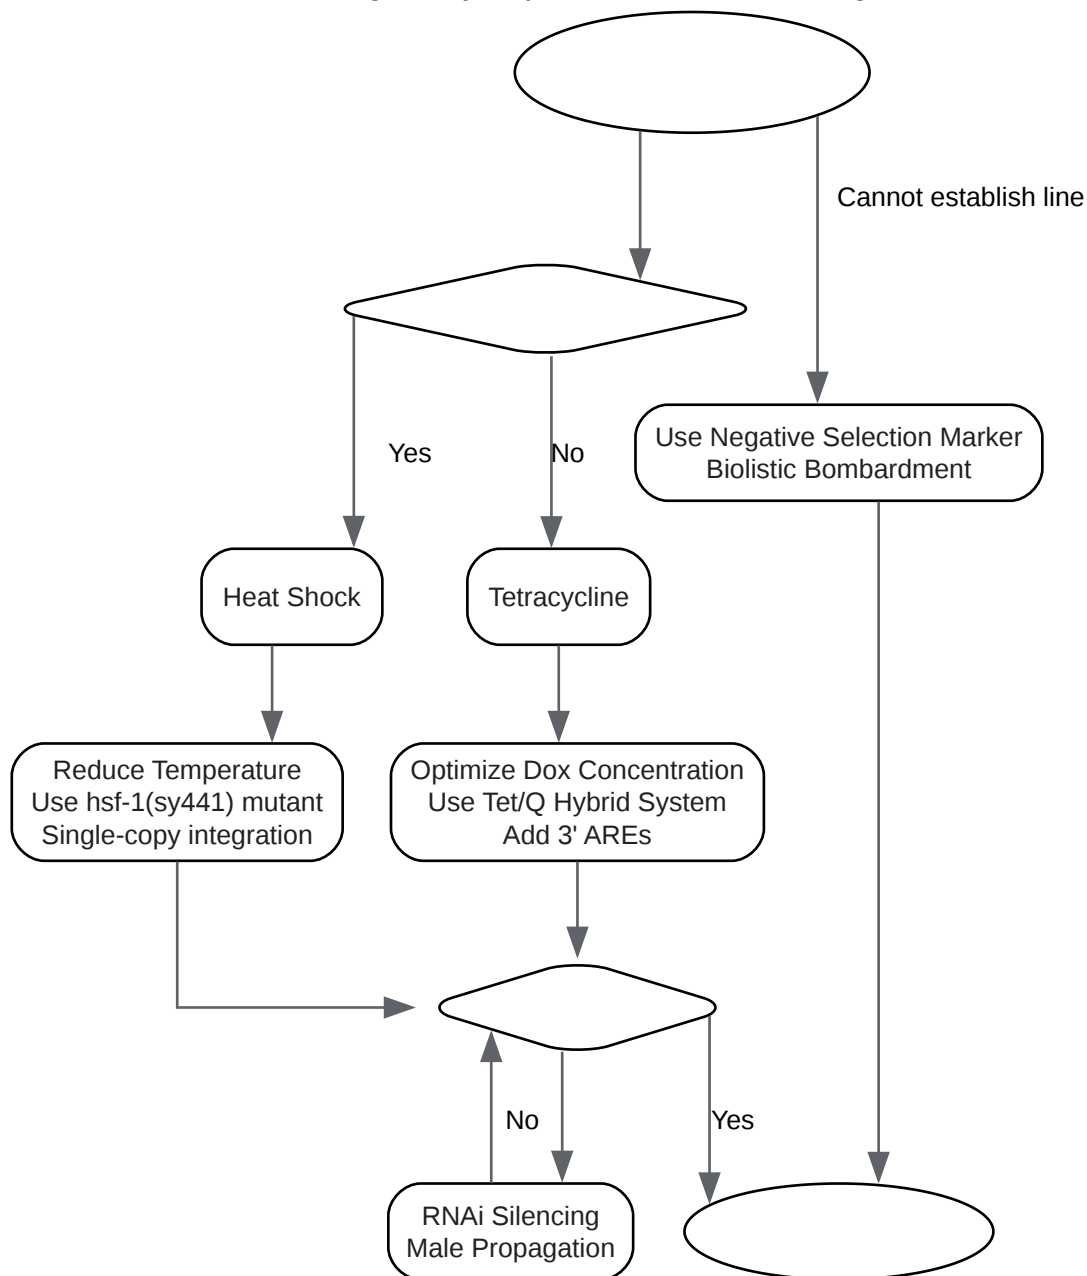 Cannot establish line
Yes
No
Use Negative Selection Marker
Biolistic Bombardment
Heat Shock
Tetracycline
Reduce Temperature
Use hsf-1(sy441) mutant
Single-copy integration
Optimize Dox Concentration
Use Tet/Q Hybrid System
Add 3' AREs
No
Yes
RNAi Silencing
Male Propagation